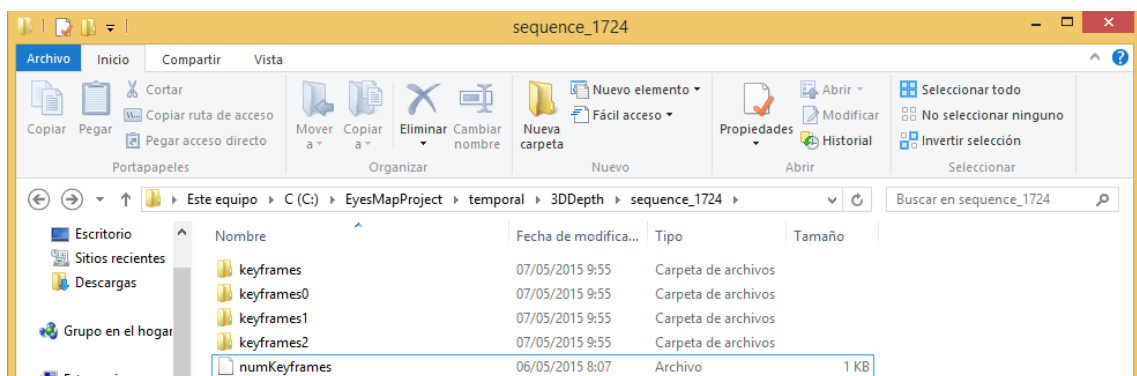 sequence_1724
Archivo Inicio Compartir Vista
Copiar Pegar Cortar Copiar ruta de acceso Pegar acceso directo
Portapapeles
Mover a Copiar a Eliminar Cambiar nombre
Organizar
Nueva carpeta Nuevo elemento Fácil acceso
Nuevo
Propiedades Abrir Modificar Historial
Abrir
Seleccionar todo No seleccionar ninguno Invertir selección
Seleccionar
Este equipo C (C:) EyesMapProject temporal 3DDepth sequence_1724 Buscar en sequence_1724
Escritorio
Sitios recientes
Descargas
Grupo en el hogar
Nombre Fecha de modifica... Tipo Tamaño
keyframes 07/05/2015 9:55 Carpeta de archivos
keyframes0 07/05/2015 9:55 Carpeta de archivos
keyframes1 07/05/2015 9:55 Carpeta de archivos
keyframes2 07/05/2015 9:55 Carpeta de archivos
numKeyframes 06/05/2015 8:07 Archivo 1 KB